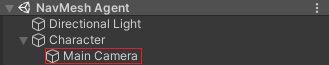 NavMesh Agent
Directional Light
Character
Main Camera